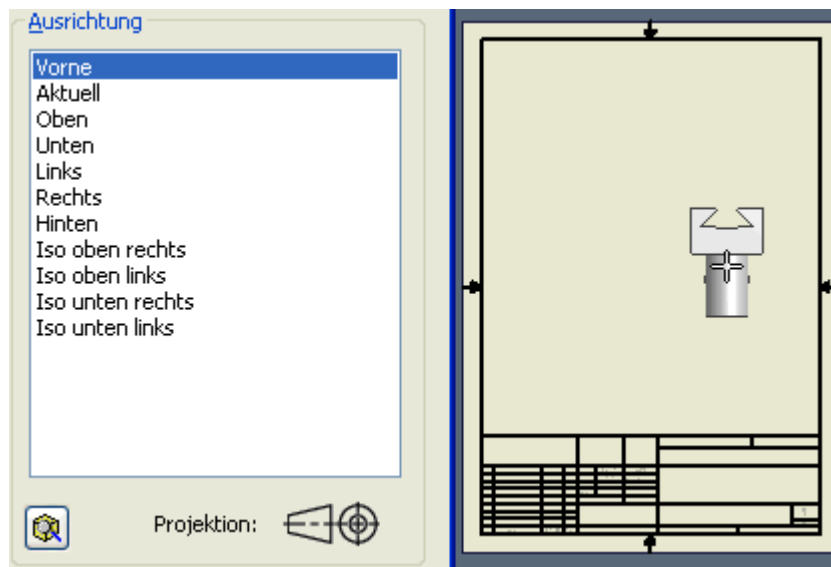 Ausrichtung
Vorne
Aktuell
Oben
Unten
Links
Rechts
Hinten
Iso oben rechts
Iso oben links
Iso unten rechts
Iso unten links
Projektion:
1